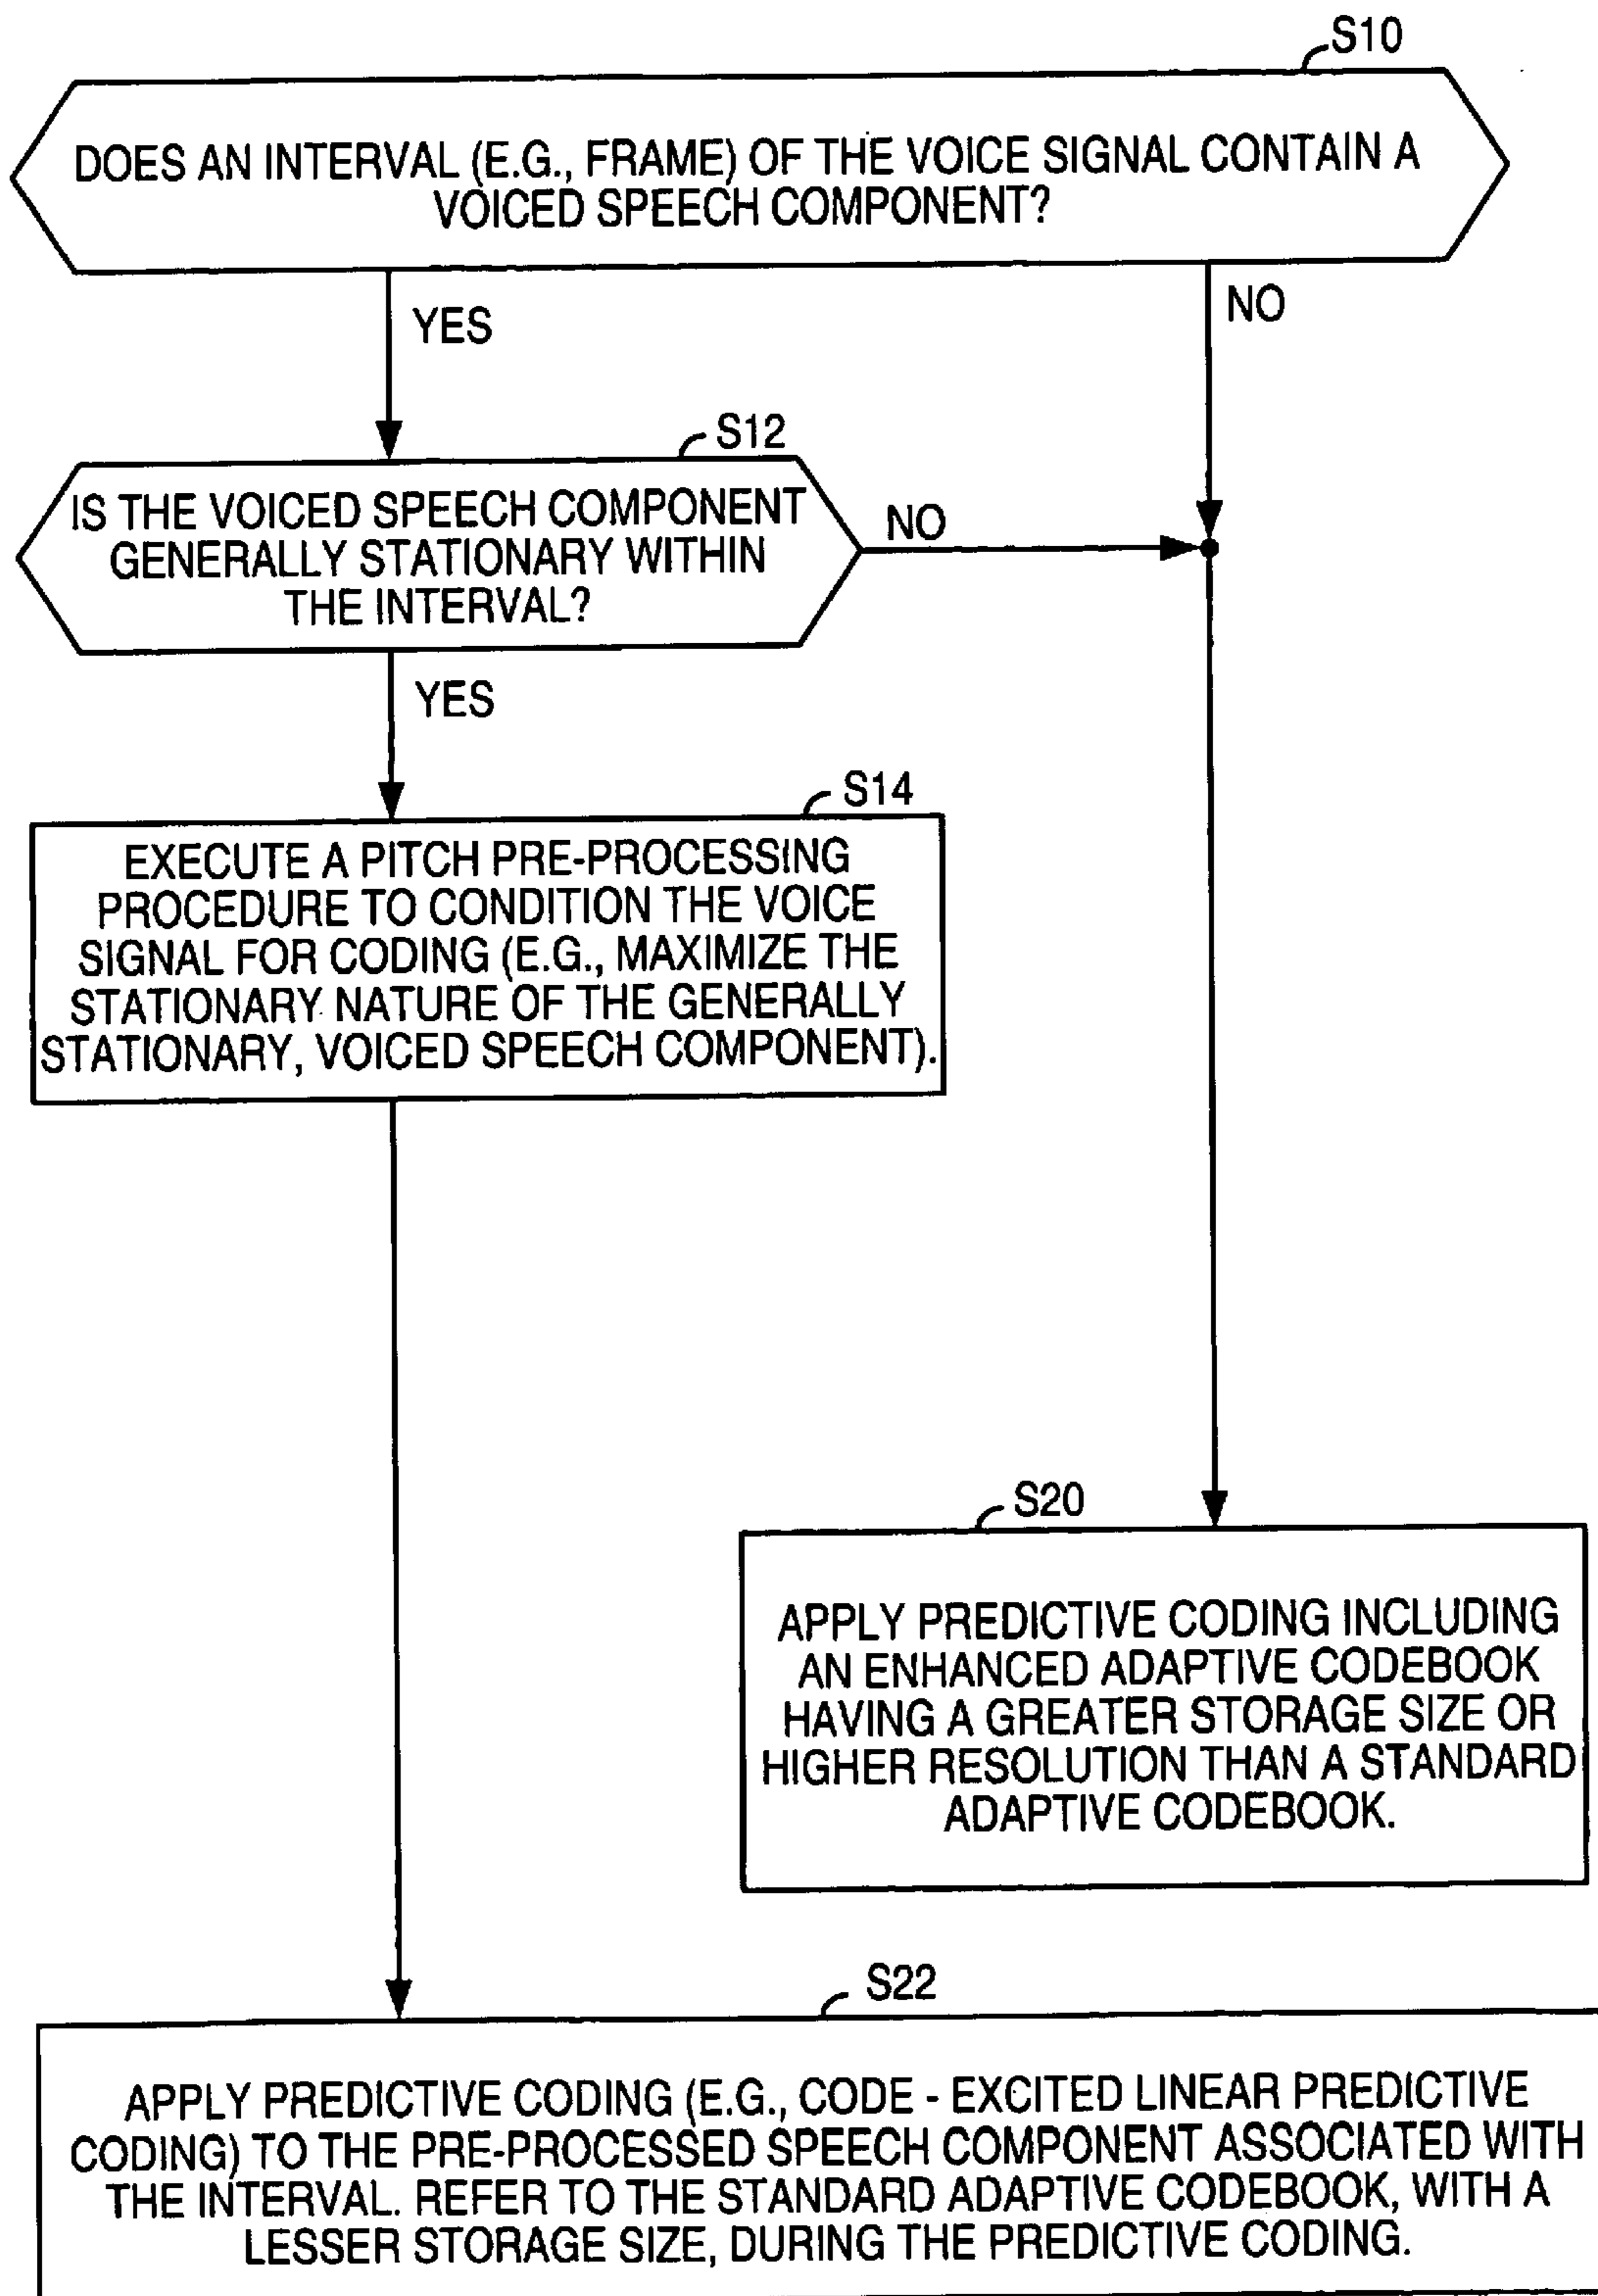 S10
DOES AN INTERVAL (E.G., FRAME) OF THE VOICE SIGNAL CONTAIN A
VOICED SPEECH COMPONENT?
YES
NO
S12
IS THE VOICED SPEECH COMPONENT
GENERALLY STATIONARY WITHIN
THE INTERVAL?
NO
YES
S14
EXECUTE A PITCH PRE-PROCESSING
PROCEDURE TO CONDITION THE VOICE
SIGNAL FOR CODING (E.G., MAXIMIZE THE
STATIONARY NATURE OF THE GENERALLY
STATIONARY, VOICED SPEECH COMPONENT).
S20
APPLY PREDICTIVE CODING INCLUDING
AN ENHANCED ADAPTIVE CODEBOOK
HAVING A GREATER STORAGE SIZE OR
HIGHER RESOLUTION THAN A STANDARD
ADAPTIVE CODEBOOK.
S22
APPLY PREDICTIVE CODING (E.G., CODE - EXCITED LINEAR PREDICTIVE
CODING) TO THE PRE-PROCESSED SPEECH COMPONENT ASSOCIATED WITH
THE INTERVAL. REFER TO THE STANDARD ADAPTIVE CODEBOOK, WITH A
LESSER STORAGE SIZE, DURING THE PREDICTIVE CODING.